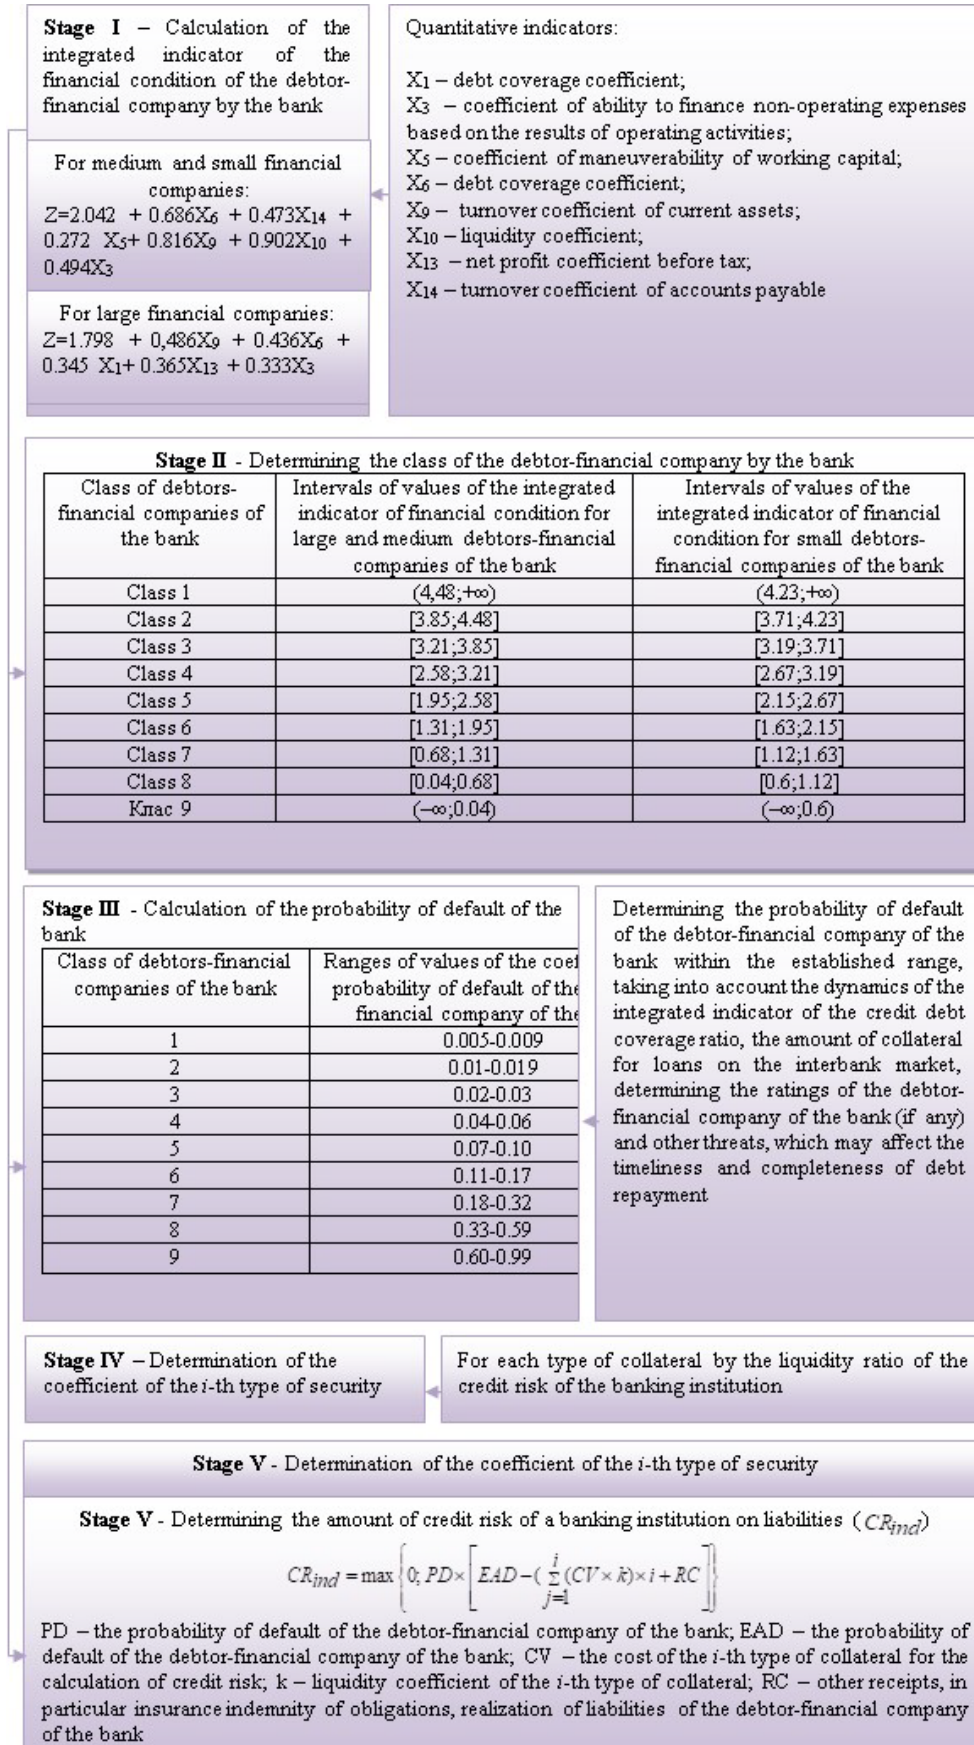 Stage I – Calculation of the
integrated indicator of the
financial condition of the debtor-
financial company by the bank
For medium and small financial
companies:
Z=2.042 + 0.686X6 + 0.473X14 +
0.272 X5+ 0.816X9 + 0.902X10 +
0.494X3
For large financial companies:
Z=1.798 + 0,486X9 + 0.436X6 +
0.345 X1+ 0.365X13 + 0.333X3
Quantitative indicators:
X1 – debt coverage coefficient;
X3 – coefficient of ability to finance non-operating expenses
based on the results of operating activities;
X5 – coefficient of maneuverability of working capital;
X6 – debt coverage coefficient;
X9 – turnover coefficient of current assets;
X10 – liquidity coefficient;
X13 – net profit coefficient before tax;
X14 – turnover coefficient of accounts payable
Stage II - Determining the class of the debtor-financial company by the bank
Class of debtors-
financial companies of
the bank
Intervals of values of the integrated
indicator of financial condition for
large and medium debtors-financial
companies of the bank
Intervals of values of the
integrated indicator of financial
condition for small debtors-
financial companies of the bank
Class 1 (4,48;+∞) (4.23;+∞)
Class 2 [3.85;4.48] [3.71;4.23]
Class 3 [3.21;3.85] [3.19;3.71]
Class 4 [2.58;3.21] [2.67;3.19]
Class 5 [1.95;2.58] [2.15;2.67]
Class 6 [1.31;1.95] [1.63;2.15]
Class 7 [0.68;1.31] [1.12;1.63]
Class 8 [0.04;0.68] [0.6;1.12]
Клас 9 (–∞;0.04) (–∞;0.6)
Stage III - Calculation of the probability of default of the
bank
Class of debtors-financial
companies of the bank
Ranges of values of the coef
probability of default of the
financial company of the
1 0.005-0.009
2 0.01-0.019
3 0.02-0.03
4 0.04-0.06
5 0.07-0.10
6 0.11-0.17
7 0.18-0.32
8 0.33-0.59
9 0.60-0.99
Determining the probability of default
of the debtor-financial company of the
bank within the established range,
taking into account the dynamics of the
integrated indicator of the credit debt
coverage ratio, the amount of collateral
for loans on the interbank market,
determining the ratings of the debtor-
financial company of the bank (if any)
and other threats, which may affect the
timeliness and completeness of debt
repayment
Stage IV – Determination of the
coefficient of the i-th type of security
For each type of collateral by the liquidity ratio of the
credit risk of the banking institution
Stage V - Determination of the coefficient of the i-th type of security
Stage V - Determining the amount of credit risk of a banking institution on liabilities (CRind)
CRind = max {0; PD× [EAD–( i Σ j=1 (CV × k)× i + RC ]}
PD – the probability of default of the debtor-financial company of the bank; EAD – the probability of
default of the debtor-financial company of the bank; CV – the cost of the i-th type of collateral for the
calculation of credit risk; k – liquidity coefficient of the i-th type of collateral; RC – other receipts, in
particular insurance indemnity of obligations, realization of liabilities of the debtor-financial company
of the bank